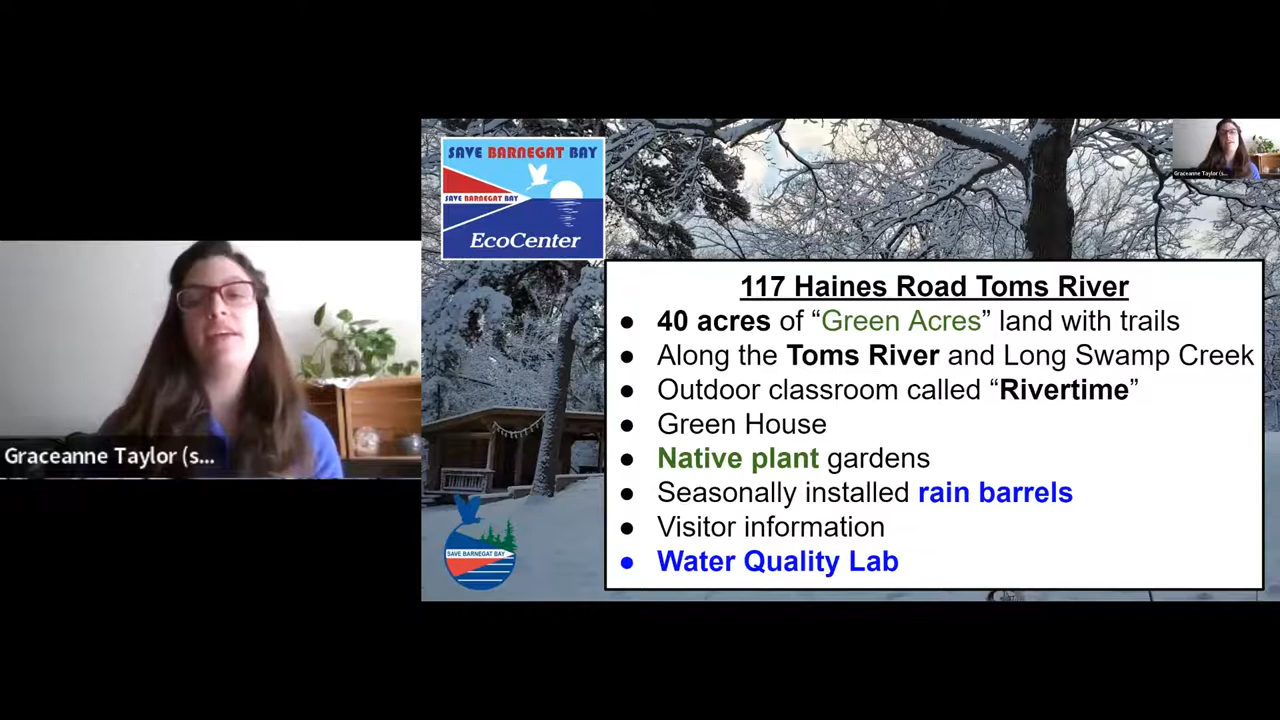 SAVE BARNEGAT BAY
SAVE BARNEGAT BAY
EcoCenter
Graceanne Taylor (s...
117 Haines Road Toms River
● 40 acres of “Green Acres” land with trails
● Along the Toms River and Long Swamp Creek
● Outdoor classroom called “Rivertime”
● Green House
● Native plant gardens
● Seasonally installed rain barrels
● Visitor information
● Water Quality Lab
Graceanne Taylor (s...
SAVE BARNEGAT BAY